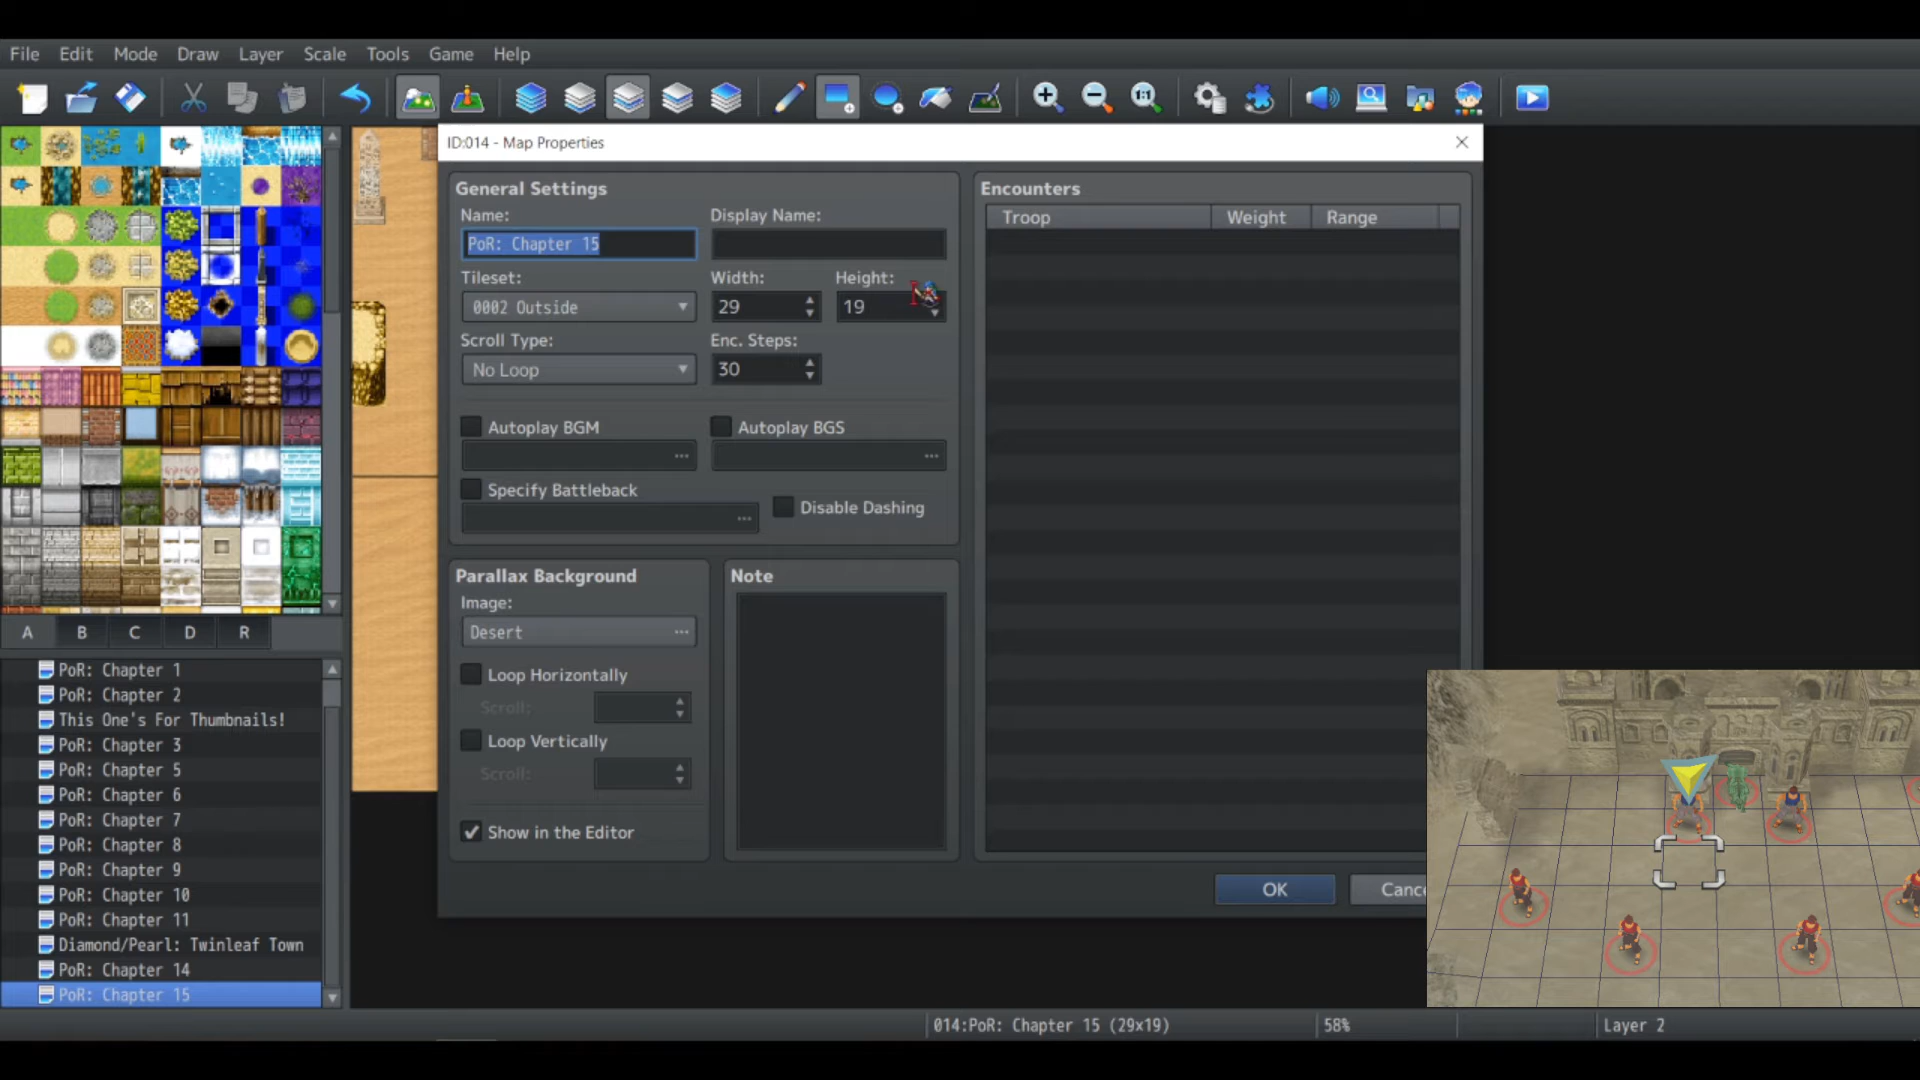 File Edit Mode Draw Layer Scale Tools Game Help
1:1
ID:014 - Map Properties
General Settings
Name:
Display Name:
PoR: Chapter 15
Tileset:
Width:
Height:
0002 Outside
29
19
Scroll Type:
Enc. Steps:
No Loop
30
Autoplay BGM
Autoplay BGS
...
...
Specify Battleback
...
Disable Dashing
Parallax Background
Image:
Desert
...
Loop Horizontally
Scroll:
Loop Vertically
Scroll:
Show in the Editor
Note
Encounters
Troop Weight Range
OK
Cance
A B C D R
PoR: Chapter 1
PoR: Chapter 2
This One's For Thumbnails!
PoR: Chapter 3
PoR: Chapter 5
PoR: Chapter 6
PoR: Chapter 7
PoR: Chapter 8
PoR: Chapter 9
PoR: Chapter 10
PoR: Chapter 11
Diamond/Pearl: Twinleaf Town
PoR: Chapter 14
PoR: Chapter 15
014:PoR: Chapter 15 (29x19)
58%
Layer 2